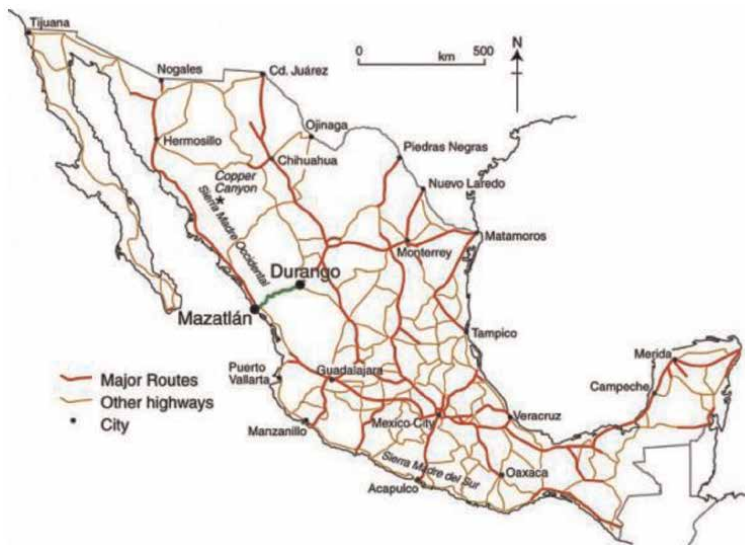 Tijuana
Nogales
Cd. Juárez
0 500
km
N
Hermosillo
Ojinaga
Chihuahua
Piedras Negras
Copper
Canyon
Nuevo Laredo
Sierra Madre Occidental
Monterrey
Matamoros
Durango
Mazatlán
Tampico
Merida
Major Routes
Other highways
City
Puerto
Vallarta
Guadalajara
Campeche
Manzanillo
Mexico City
Veracruz
Sierra Madre del Sur
Oaxaca
Acapulco